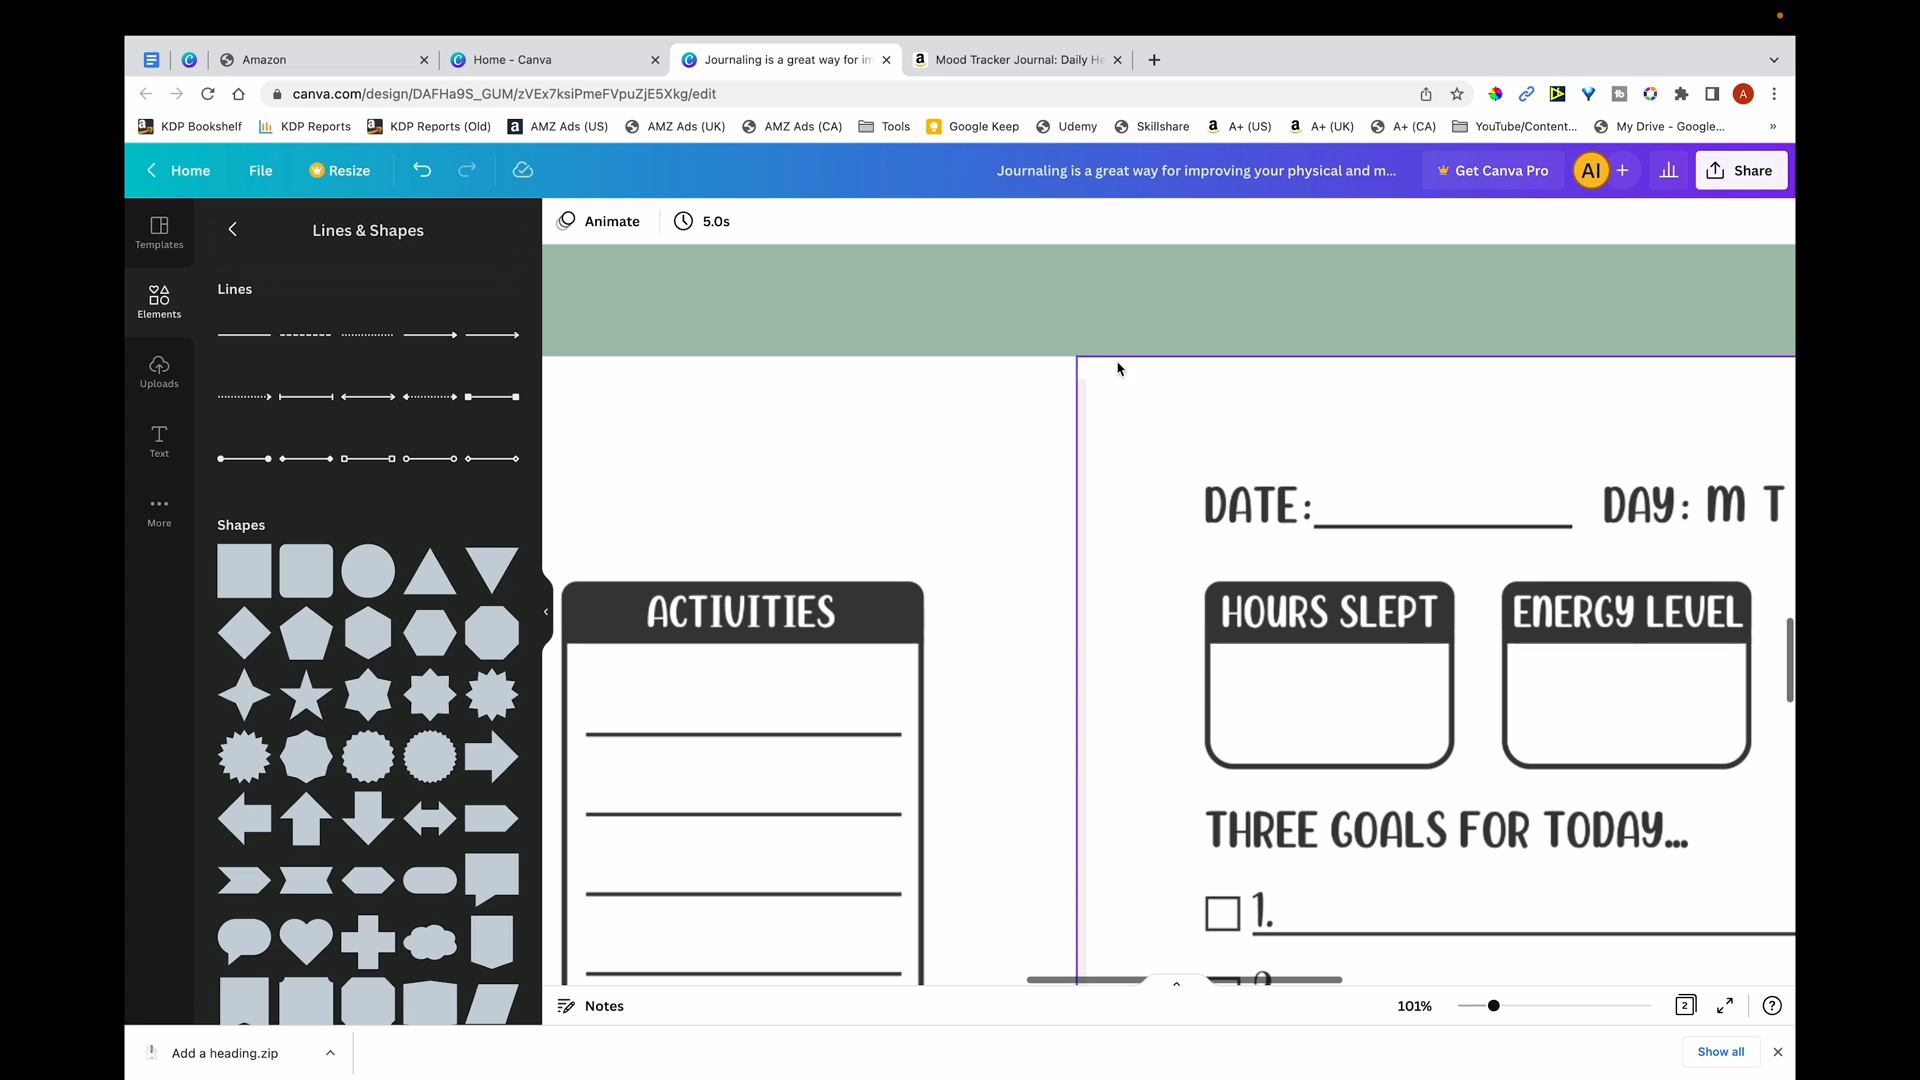 Amazon
Home - Canva
Journaling is a great way for im
Mood Tracker Journal: Daily He
canva.com/design/DAFHa9S_GUM/zVEx7ksiPmeFVpuZjE5Xkg/edit
A
KDP Bookshelf
KDP Reports
KDP Reports (Old)
AMZ Ads (US)
AMZ Ads (UK)
AMZ Ads (CA)
Tools
Google Keep
Udemy
Skillshare
A+ (US)
A+ (UK)
A+ (CA)
YouTube/Content...
My Drive - Google...
»
Home
File
Resize
Journaling is a great way for improving your physical and m...
Get Canva Pro
AI
+
Share
Templates
Elements
Uploads
Text
More
Lines & Shapes
Lines
Shapes
Animate
5.0s
DATE:
DAY: M T
ACTIVITIES
HOURS SLEPT
ENERGY LEVEL
THREE GOALS FOR TODAY...
1.
Notes
101%
2
?
Add a heading.zip
Show all